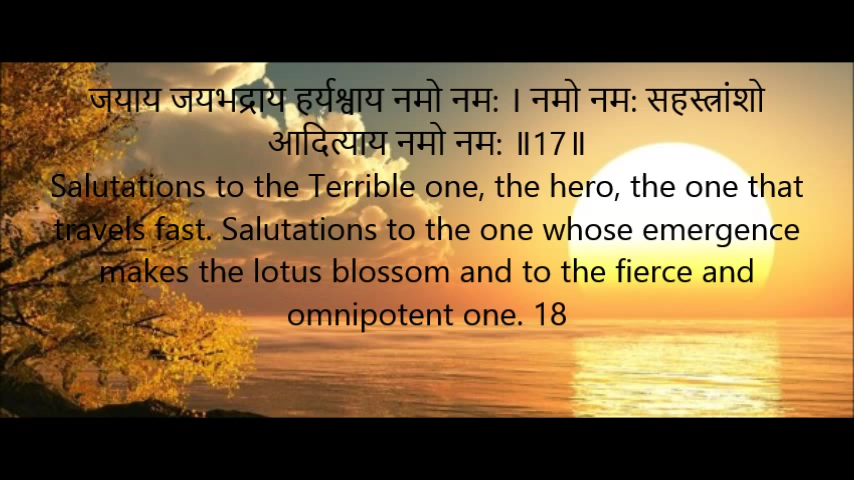 जयाय जयभद्राय हर्यश्वाय नमो नम: । नमो नम: सहस्त्रांशो
आदित्याय नमो नम: ॥17॥
Salutations to the Terrible one, the hero, the one that
travels fast. Salutations to the one whose emergence
makes the lotus blossom and to the fierce and
omnipotent one. 18